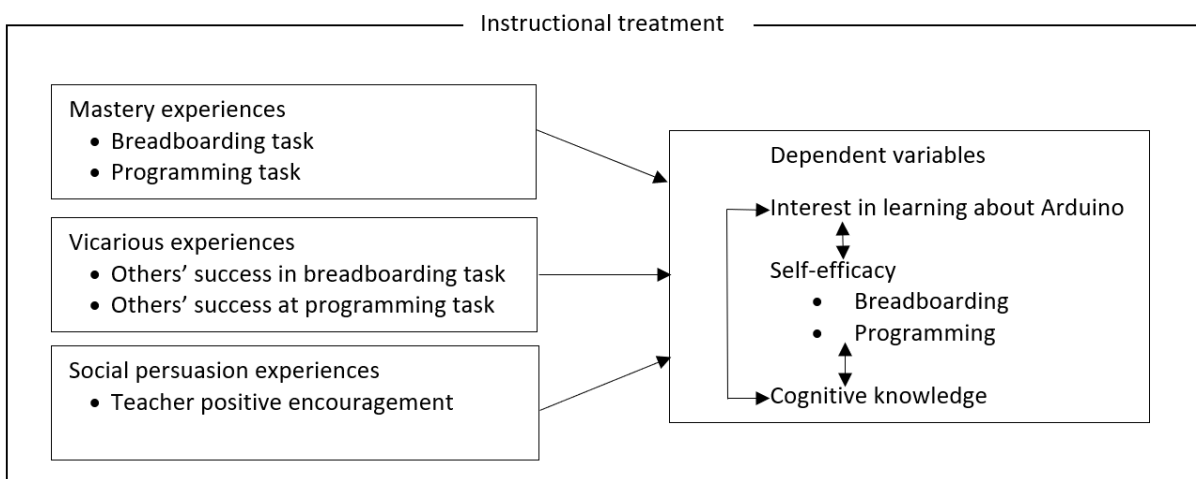 Instructional treatment
Mastery experiences
• Breadboarding task
• Programming task
Vicarious experiences
• Others’ success in breadboarding task
• Others’ success at programming task
Social persuasion experiences
• Teacher positive encouragement
Dependent variables
Interest in learning about Arduino
Self-efficacy
• Breadboarding
• Programming
Cognitive knowledge